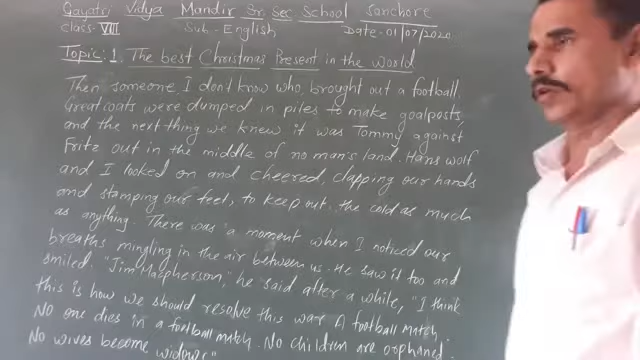 Gayatri Vidya Mandir Sr. Sec School Sanchore
Class VIII Sub-English Date-01/07/2020
Topic: 1. The best Christmas Present in the world
Then someone, I don't know who, brought out a football,
Greatcoats were dumped in piles to make goalposts,
and the next thing we knew it was Tommy against
Fritz out in the middle of no man's land. Hans wolf
and I looked on and cheered, clapping our hands
and stamping our feet, to keep out the cold as much
as anything. There was a moment when I noticed our
breaths mingling in the air between us. He saw it too and
smiled. "Jim Macpherson," he said after a while, "I think
this is how we should resolve this war. A football match.
No one dies in a football match. No children are orphaned.
No wives become widows."